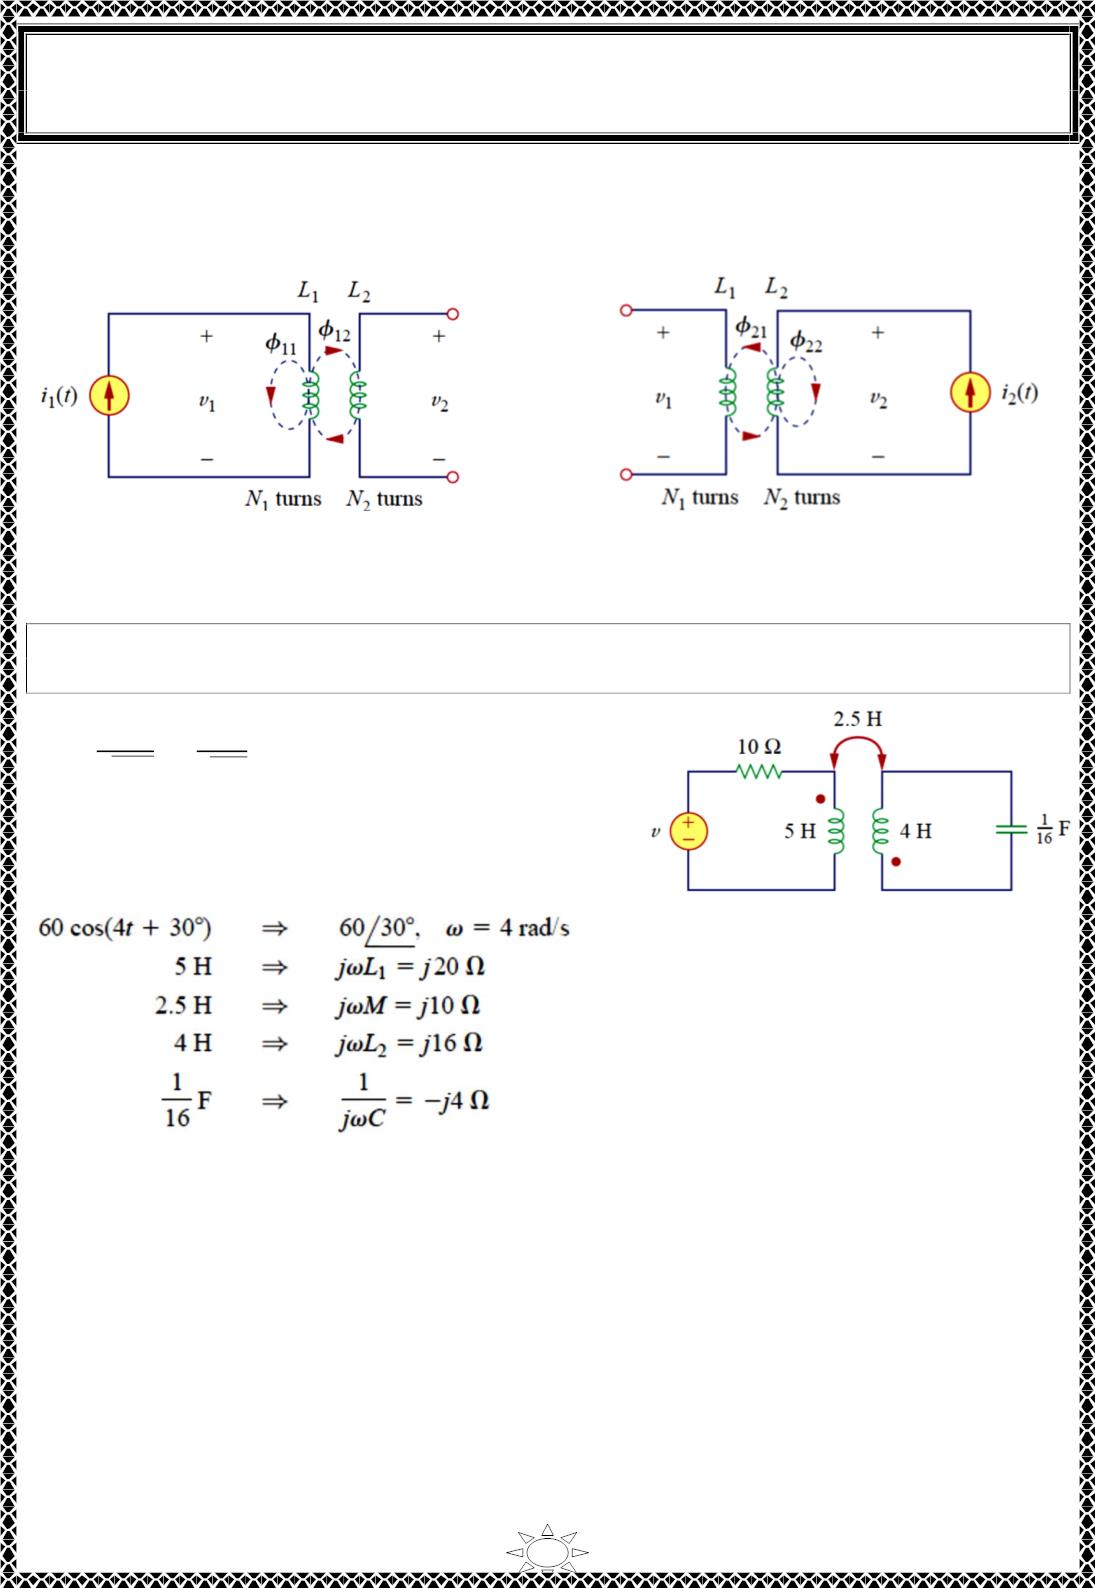 L₁ L₂
ϕ₁₁ ϕ₁₂
+ +
i₁(t) v₁ v₂
− −
N₁ turns N₂ turns
L₁ L₂
ϕ₂₁ ϕ₂₂
+ +
v₁ v₂ i₂(t)
− −
N₁ turns N₂ turns
2.5 H
10 Ω
v + − 5 H 4 H 1/16 F
60 cos(4t + 30°) ⇒ 60/30°, ω = 4 rad/s
5 H ⇒ jωL₁ = j20 Ω
2.5 H ⇒ jωM = j10 Ω
4 H ⇒ jωL₂ = j16 Ω
1/16 F ⇒ 1/jωC = −j4 Ω